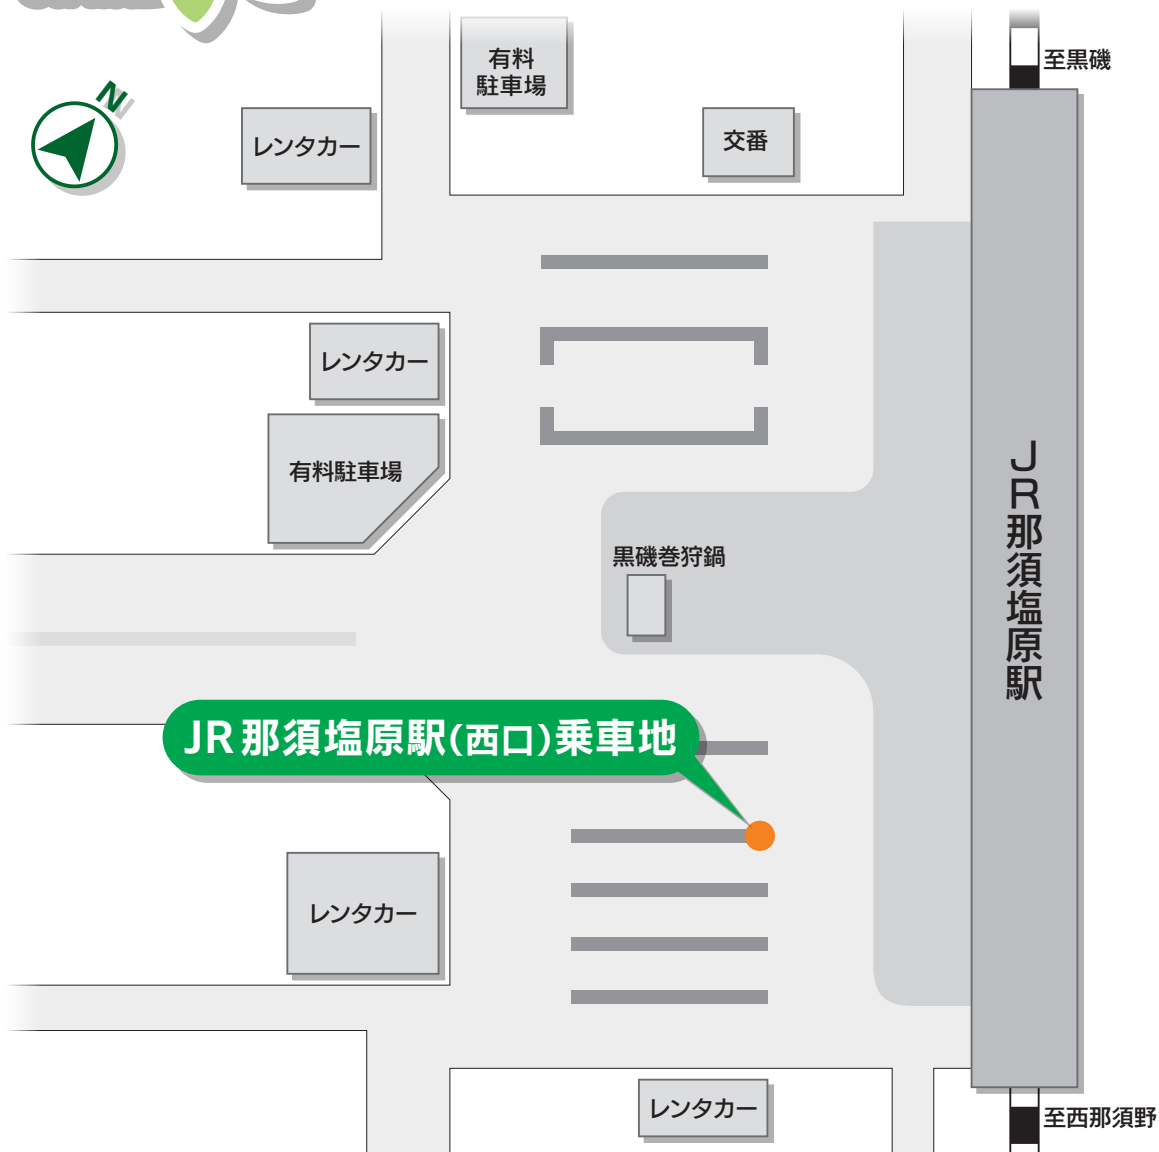 有料
駐車場
至黒磯
N
レンタカー
交番
レンタカー
有料駐車場
JR那須塩原駅
黒磯巻狩鍋
JR那須塩原駅(西口)乗車地
レンタカー
レンタカー
至西那須野